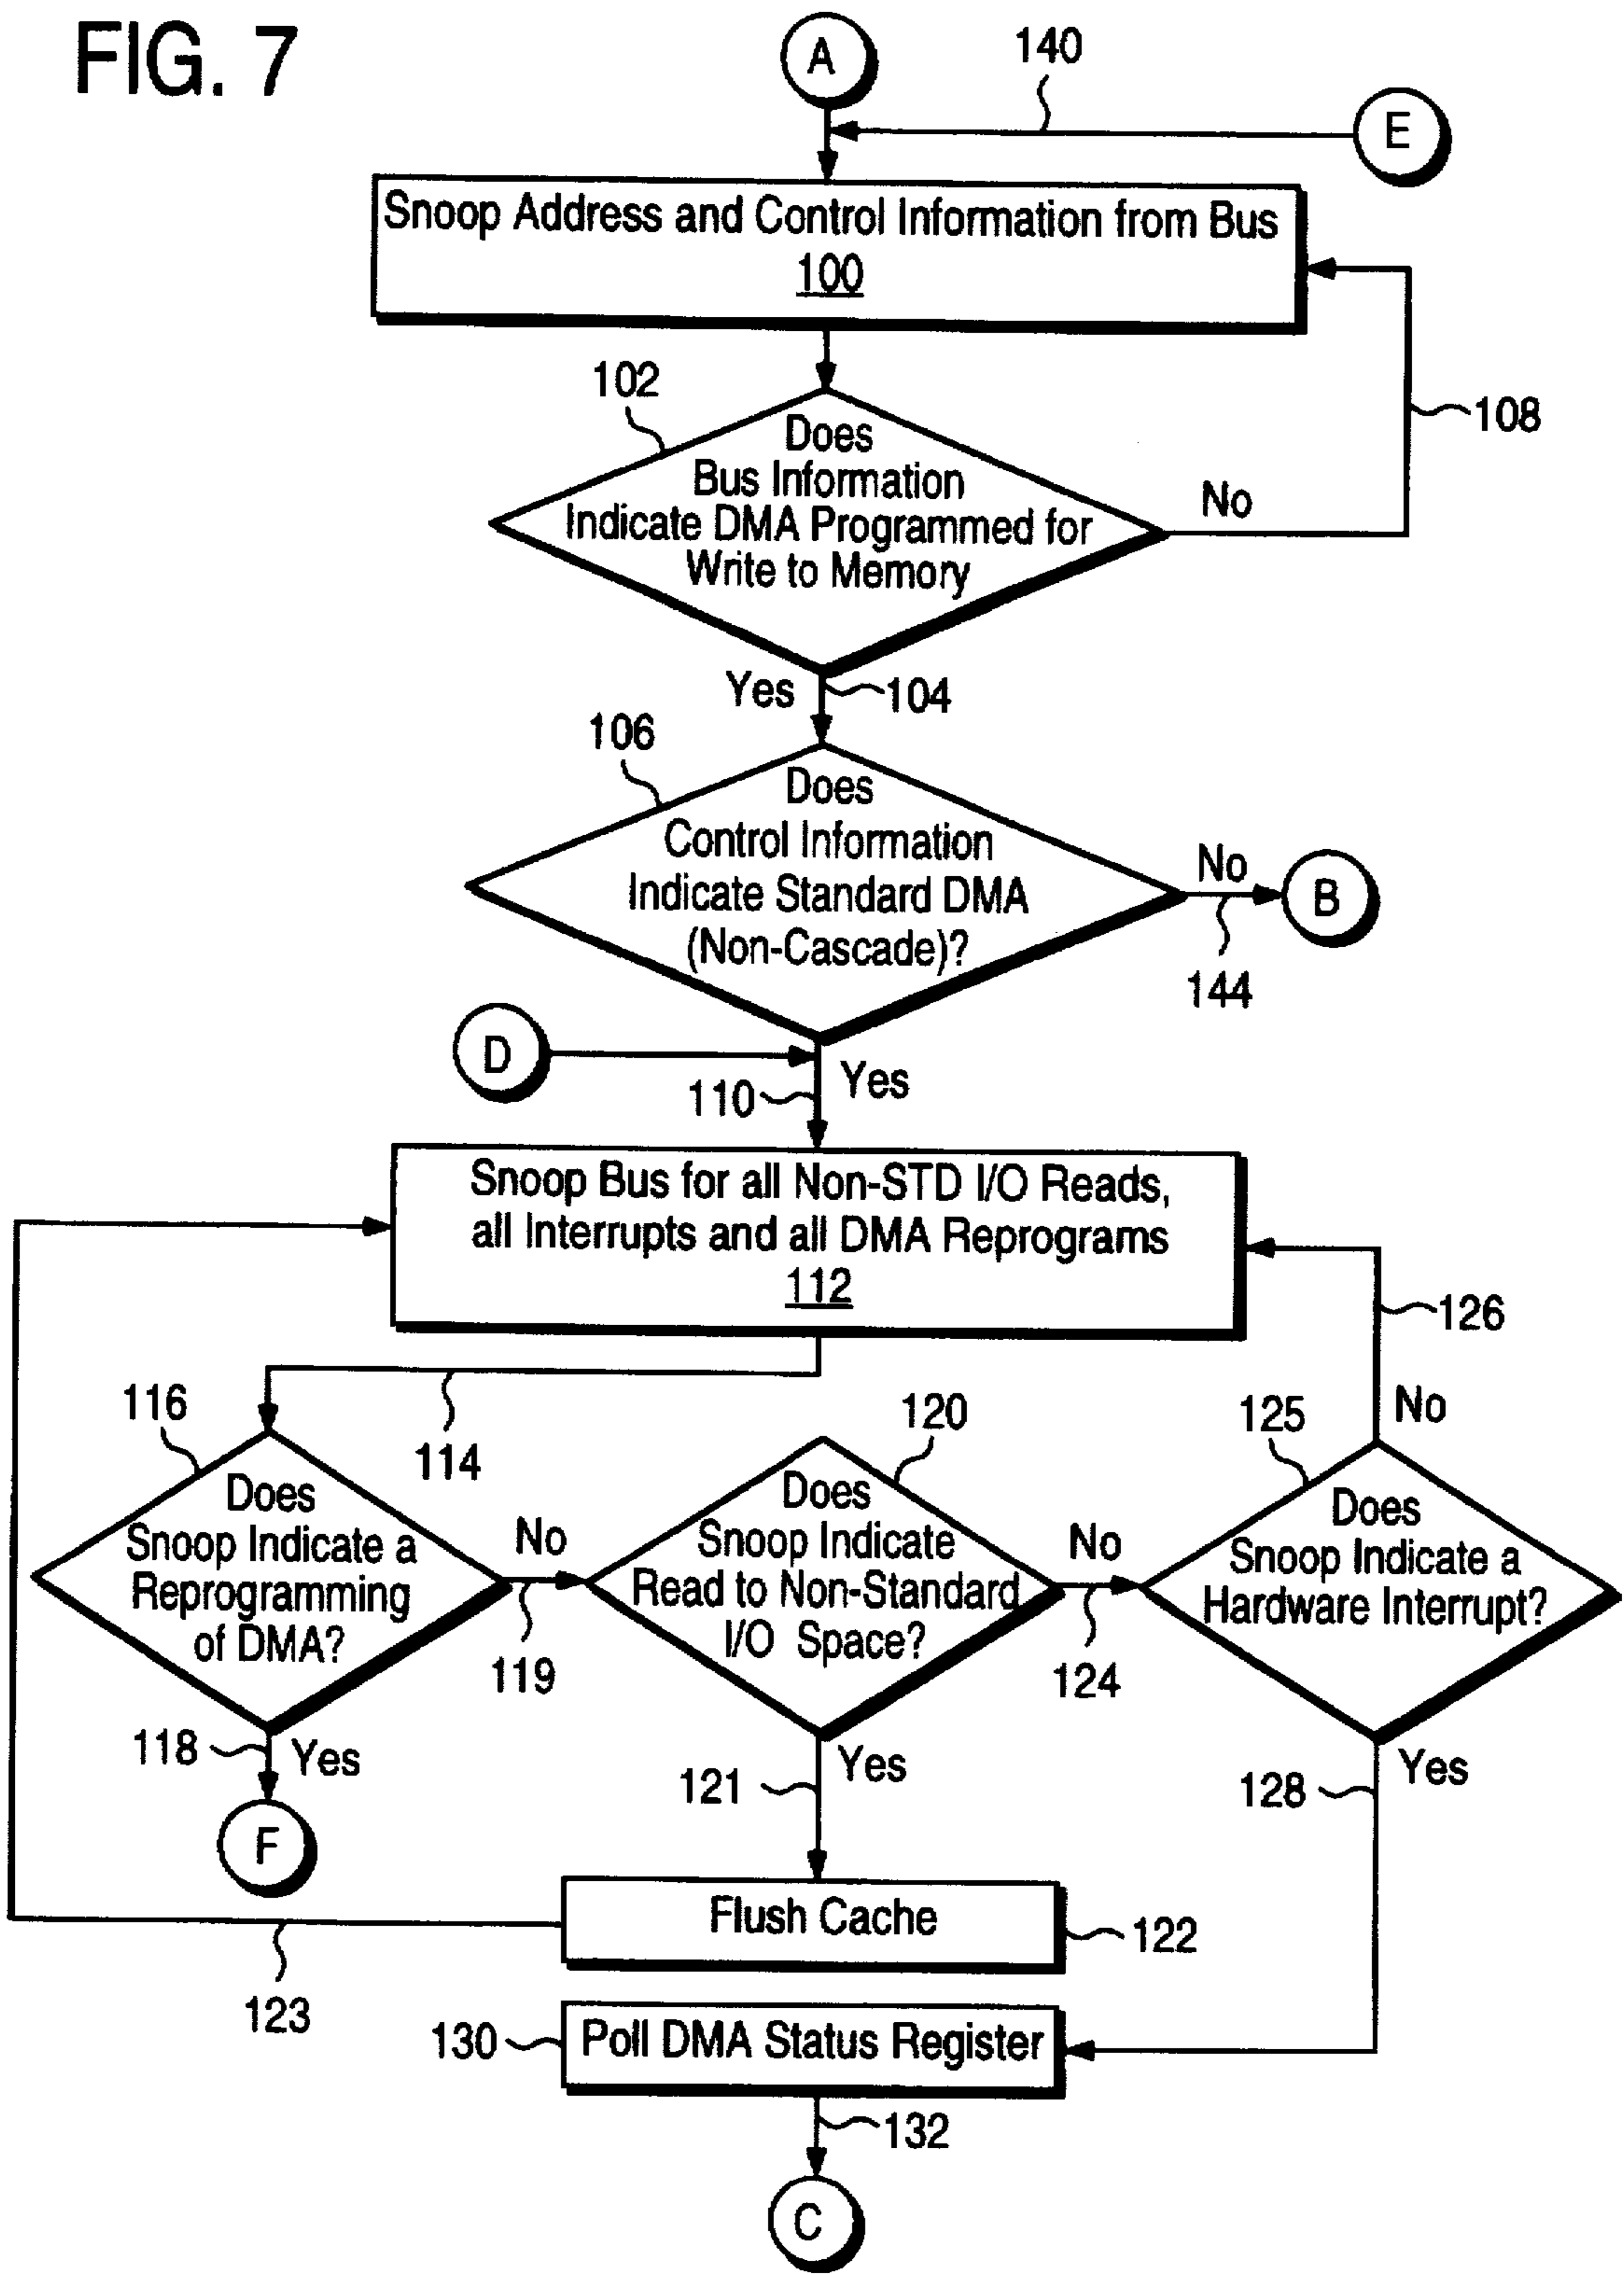 FIG. 7
A
140
E
Snoop Address and Control Information from Bus
100
102
Does
Bus Information
Indicate DMA Programmed for
Write to Memory
No
108
Yes
104
106
Does
Control Information
Indicate Standard DMA
(Non-Cascade)?
No
B
144
D
110
Yes
Snoop Bus for all Non-STD I/O Reads,
all Interrupts and all DMA Reprograms
112
126
114
116
Does
Snoop Indicate a
Reprogramming
of DMA?
No
119
118
Yes
F
120
Does
Snoop Indicate
Read to Non-Standard
I/O Space?
No
124
121
Yes
125
No
Does
Snoop Indicate a
Hardware Interrupt?
128
Yes
Flush Cache
122
123
130
Poll DMA Status Register
132
C